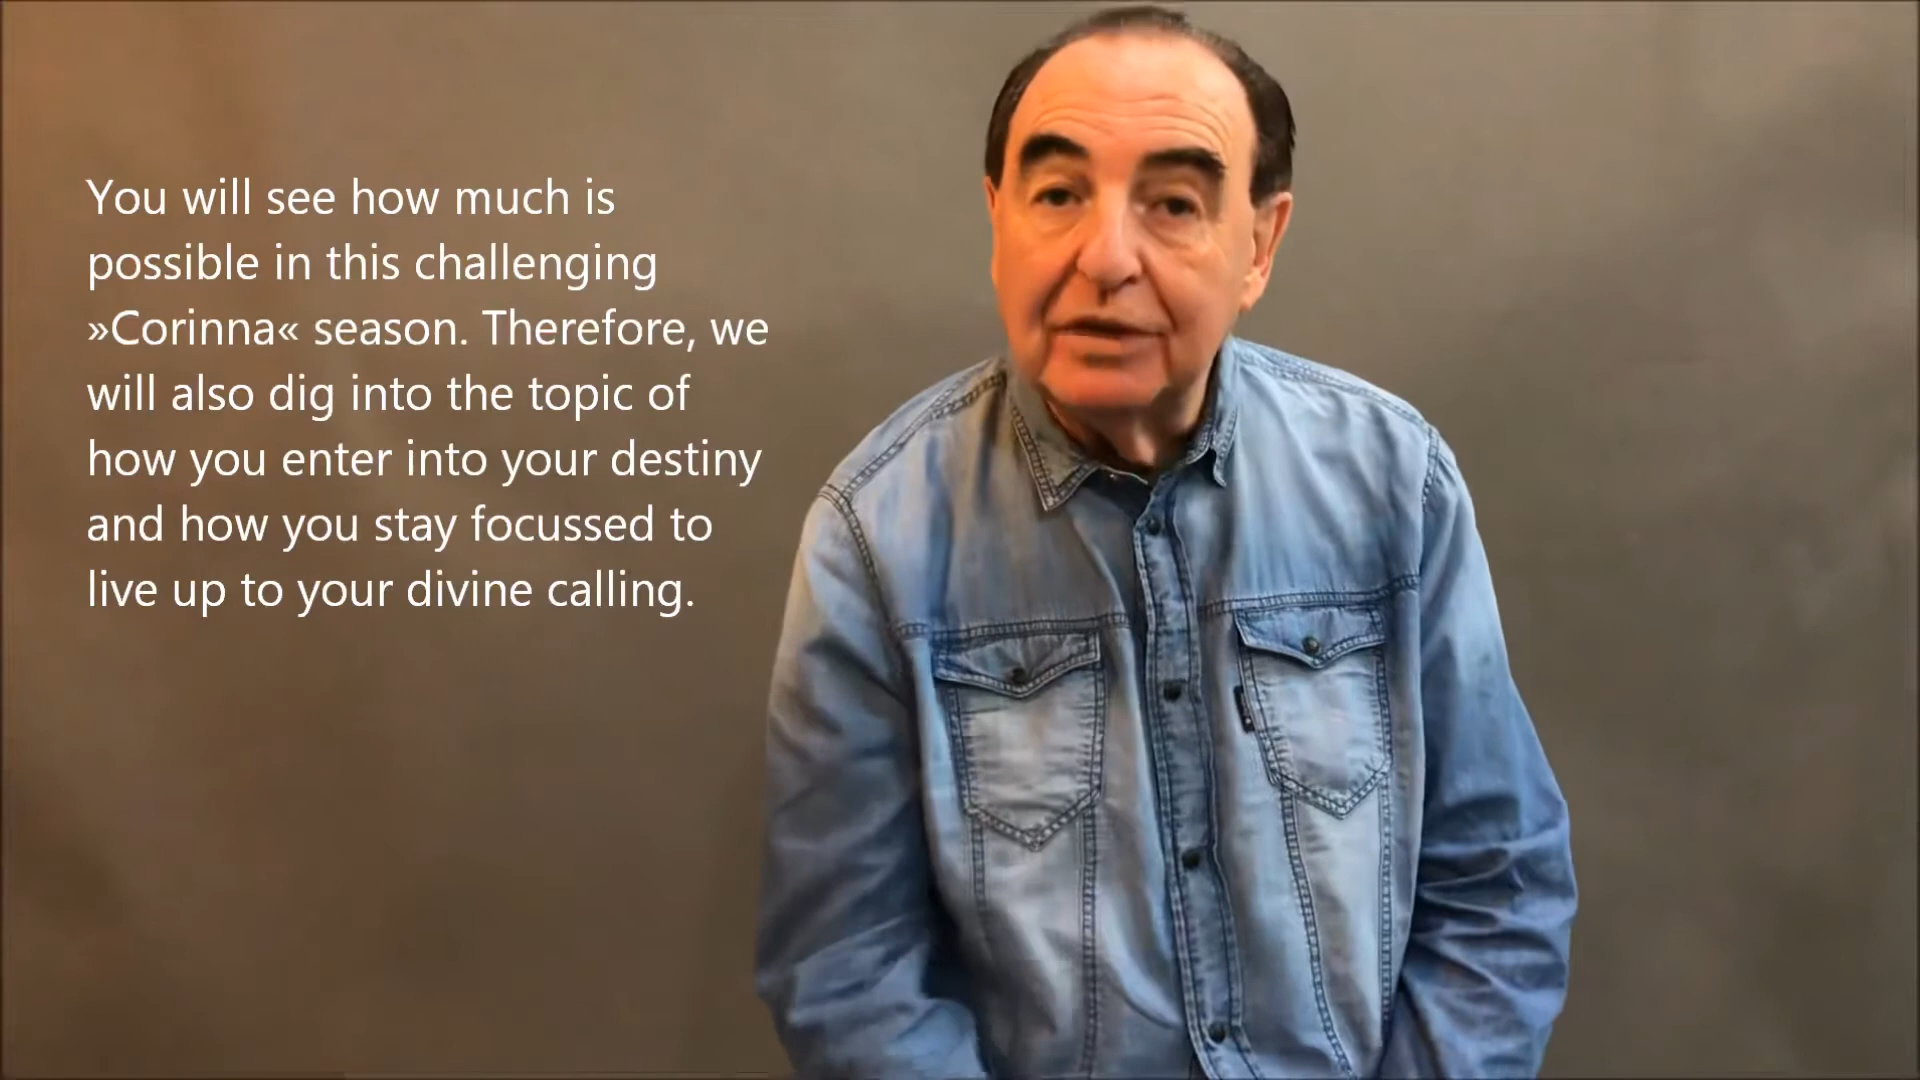 You will see how much is
possible in this challenging
»Corinna« season. Therefore, we
will also dig into the topic of
how you enter into your destiny
and how you stay focussed to
live up to your divine calling.